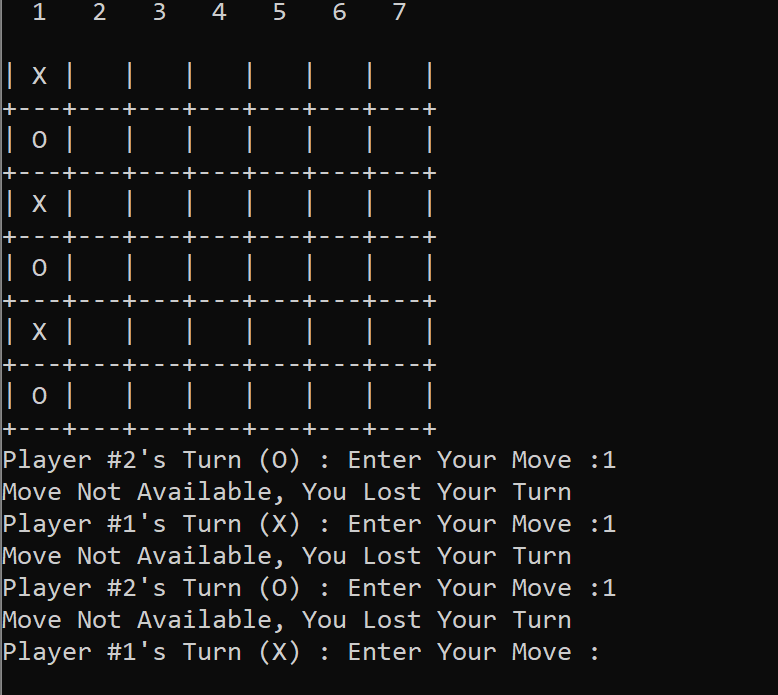 1 2 3 4 5 6 7
| X |   |   |   |   |   |   |
+---+---+---+---+---+---+---+
| O |   |   |   |   |   |   |
+---+---+---+---+---+---+---+
| X |   |   |   |   |   |   |
+---+---+---+---+---+---+---+
| O |   |   |   |   |   |   |
+---+---+---+---+---+---+---+
| X |   |   |   |   |   |   |
+---+---+---+---+---+---+---+
| O |   |   |   |   |   |   |
+---+---+---+---+---+---+---+
Player #2's Turn (O) : Enter Your Move :1
Move Not Available, You Lost Your Turn
Player #1's Turn (X) : Enter Your Move :1
Move Not Available, You Lost Your Turn
Player #2's Turn (O) : Enter Your Move :1
Move Not Available, You Lost Your Turn
Player #1's Turn (X) : Enter Your Move :